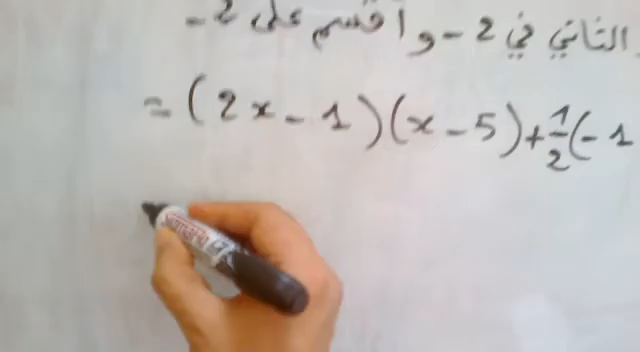 الثاني في 2- و اقسم على 2-
= (2x - 1)(x - 5) + 1/2 (- 1